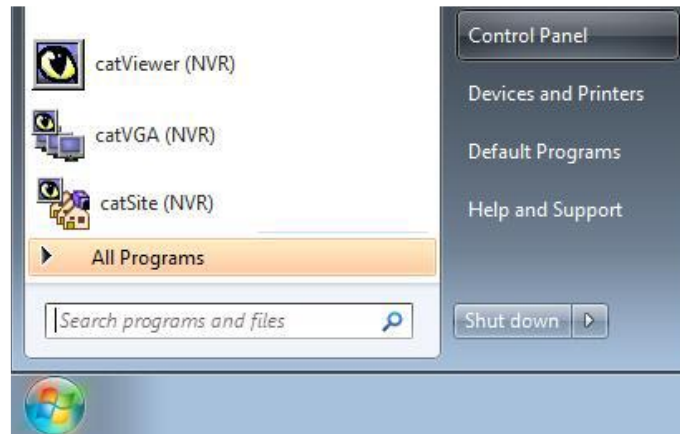 catViewer (NVR)
catVGA (NVR)
catSite (NVR)
All Programs
Search programs and files
Control Panel
Devices and Printers
Default Programs
Help and Support
Shut down